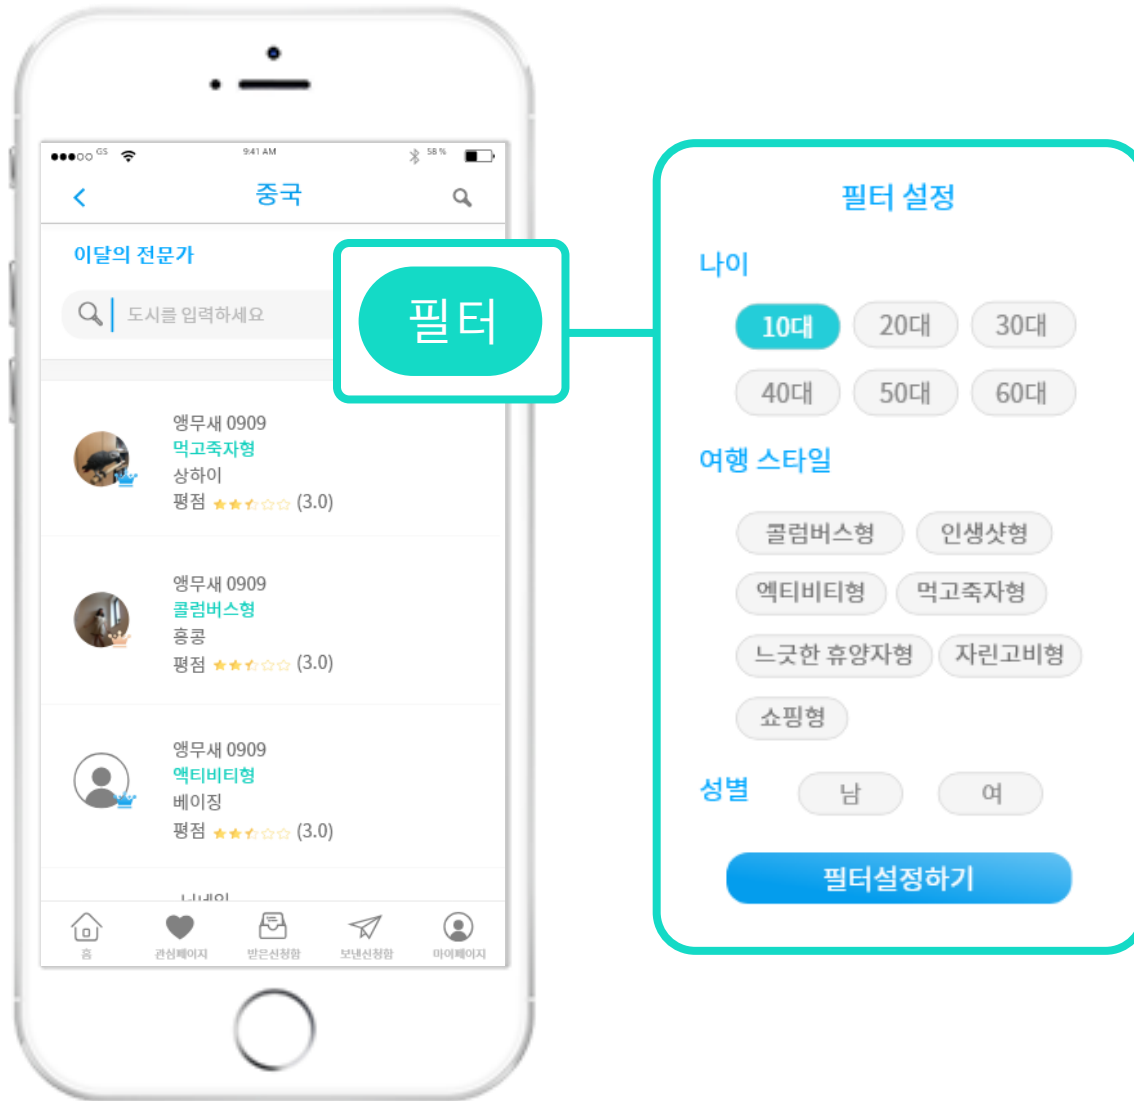 GS
9:41 AM
58 %
중국
이달의 전문가
도시를 입력하세요
필터
앵무새 0909
먹고죽자형
상하이
평점 (3.0)
앵무새 0909
콜럼버스형
홍콩
평점 (3.0)
앵무새 0909
액티비티형
베이징
평점 (3.0)
홈
관심페이지
받은신청함
보낸신청함
마이페이지
필터 설정
나이
10대
20대
30대
40대
50대
60대
여행 스타일
콜럼버스형
인생샷형
엑티비티형
먹고죽자형
느긋한 휴양자형
자린고비형
쇼핑형
성별
남
여
필터설정하기